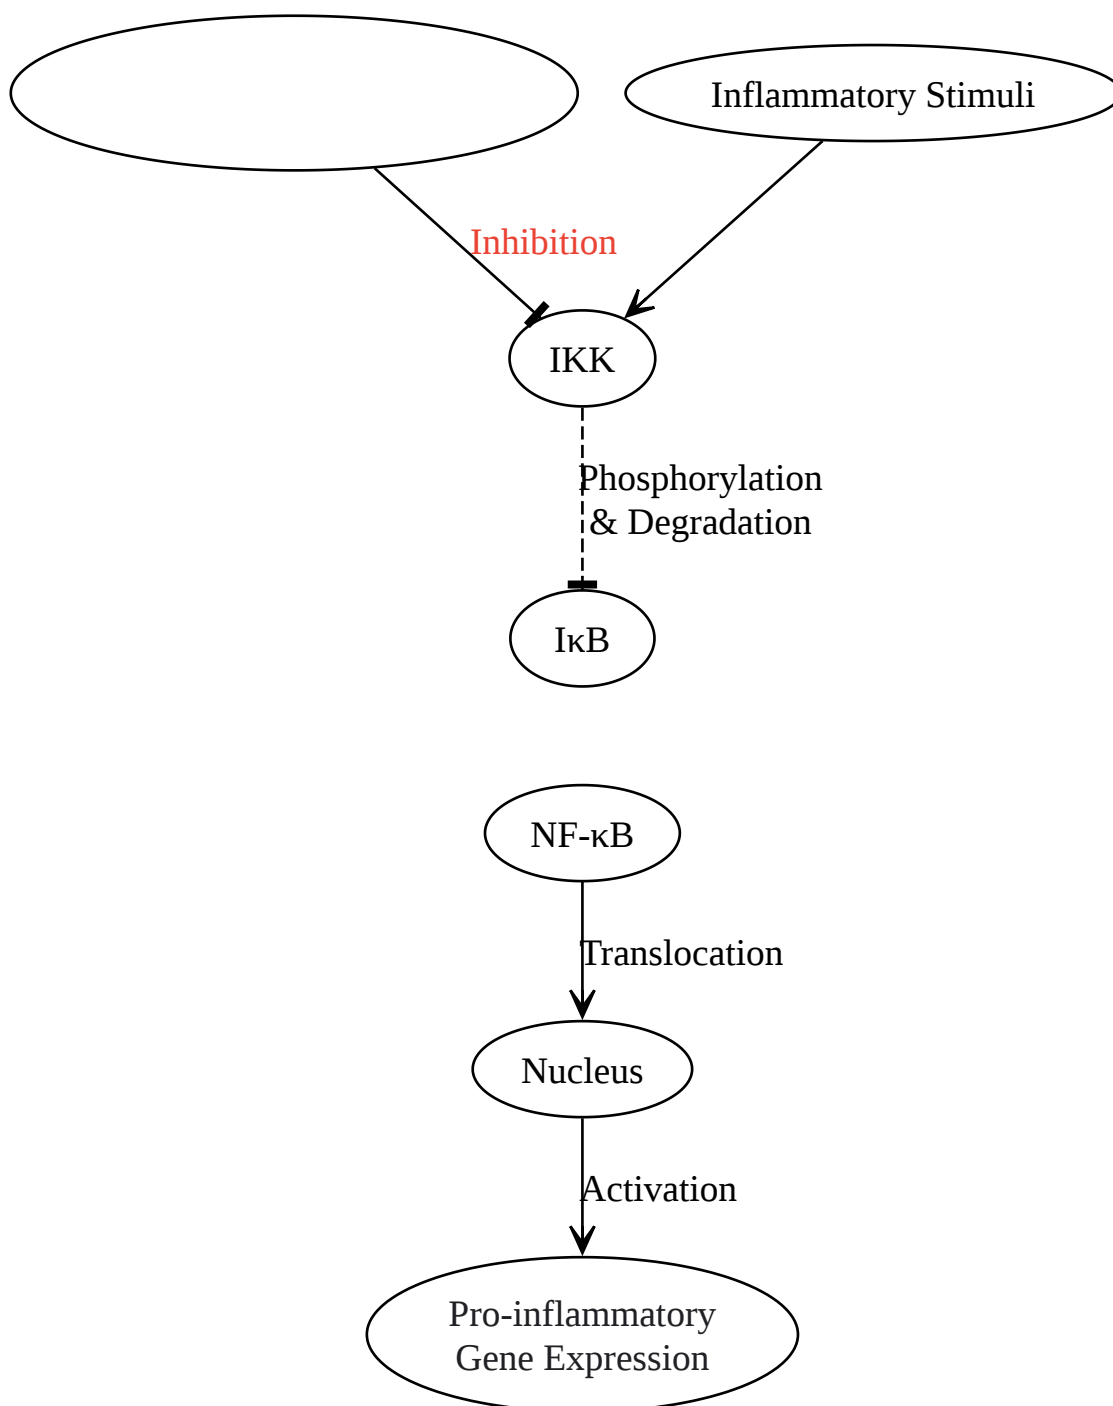 Inflammatory Stimuli
Inhibition
IKK
Phosphorylation
& Degradation
IκB
NF-κB
Translocation
Nucleus
Activation
Pro-inflammatory
Gene Expression